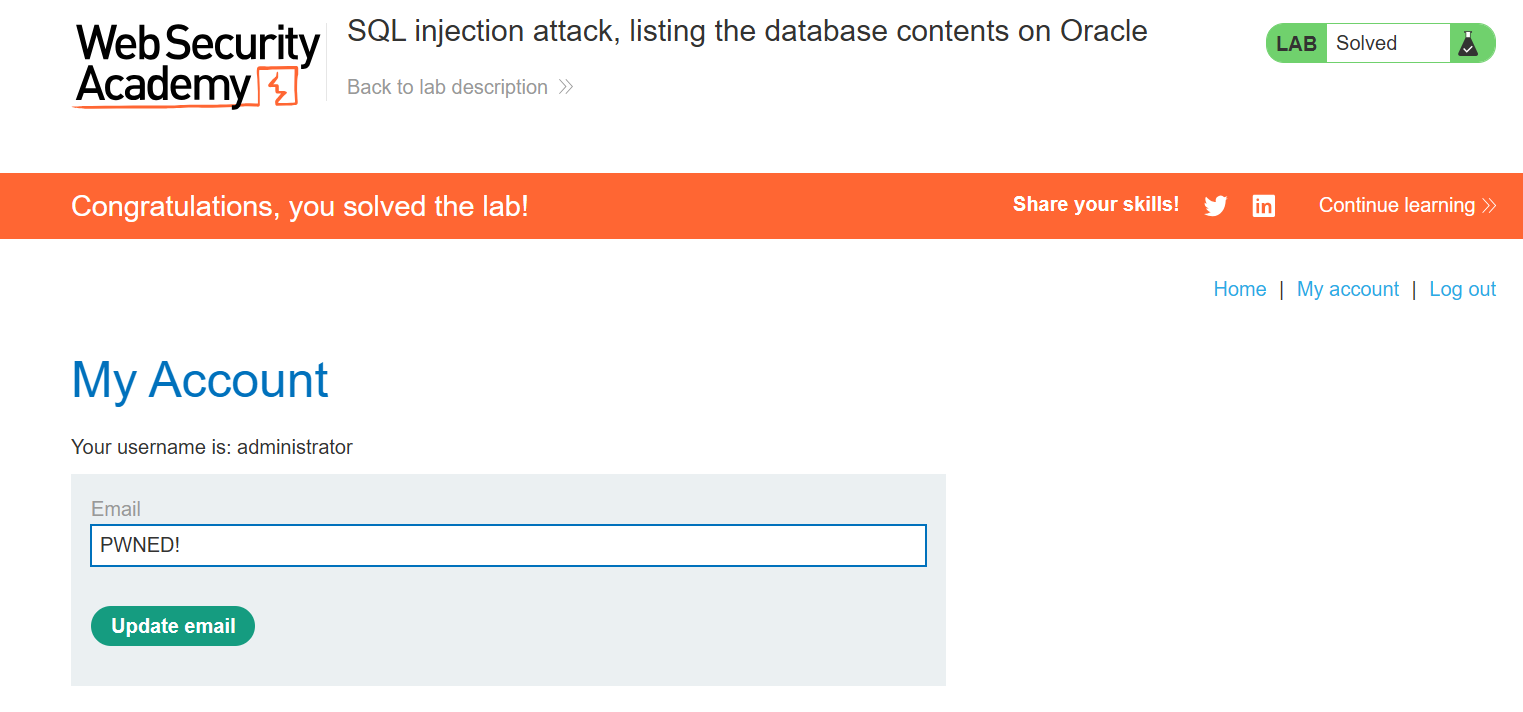 Web Security
Academy
SQL injection attack, listing the database contents on Oracle
LAB Solved
Back to lab description
Congratulations, you solved the lab!
Share your skills!
Continue learning
Home | My account | Log out
My Account
Your username is: administrator
Email
PWNED!
Update email